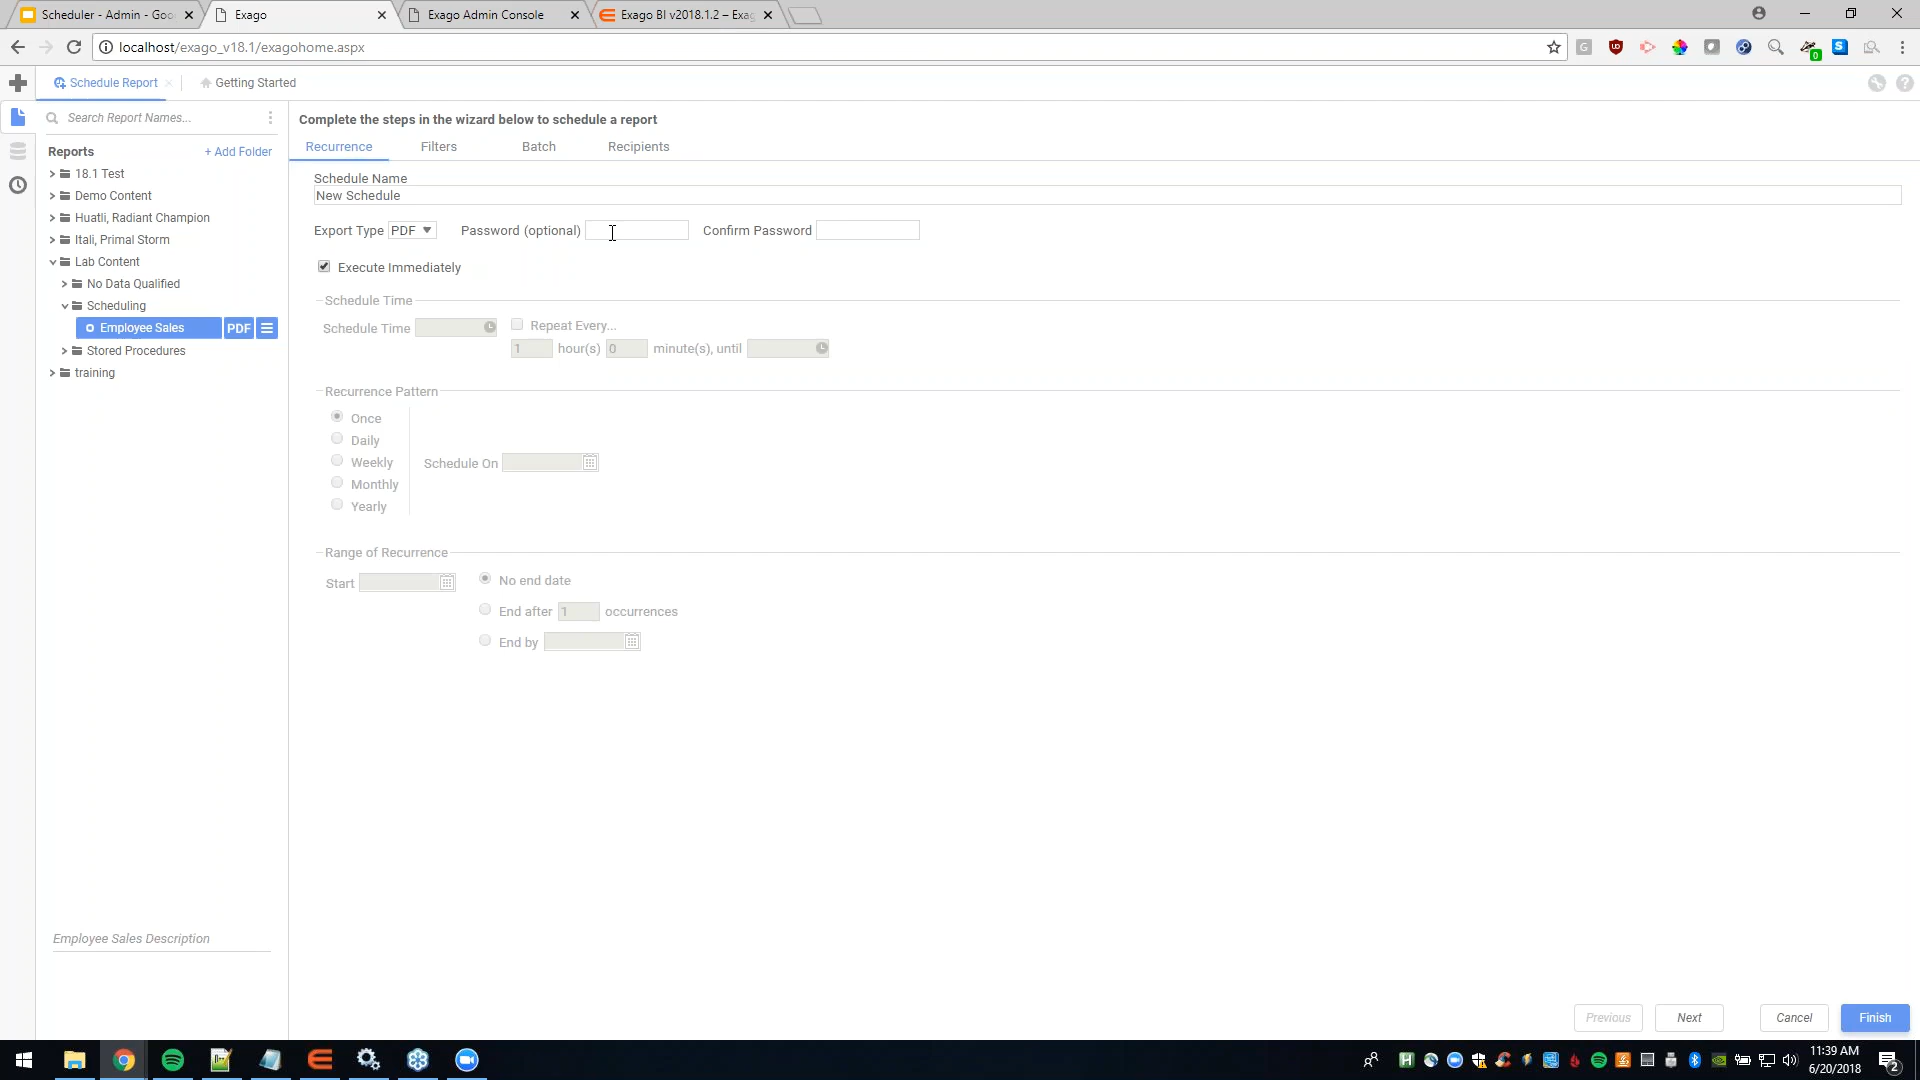 Scheduler - Admin - Goo
Exago
Exago Admin Console
Exago BI v2018.1.2 – Exag
localhost/exago_v18.1/exagohome.aspx
Schedule Report
Getting Started
Search Report Names...
Complete the steps in the wizard below to schedule a report
Recurrence
Filters
Batch
Recipients
Reports
+ Add Folder
18.1 Test
Demo Content
Huatli, Radiant Champion
Itali, Primal Storm
Lab Content
No Data Qualified
Scheduling
Employee Sales
PDF
Stored Procedures
training
Schedule Name
New Schedule
Export Type PDF
Password (optional)
Confirm Password
Execute Immediately
Schedule Time
Schedule Time
Repeat Every...
1 hour(s) 0 minute(s), until
Recurrence Pattern
Once
Daily
Weekly
Monthly
Yearly
Schedule On
Range of Recurrence
Start
No end date
End after 1 occurrences
End by
Employee Sales Description
Previous
Next
Cancel
Finish
11:39 AM
6/20/2018
2